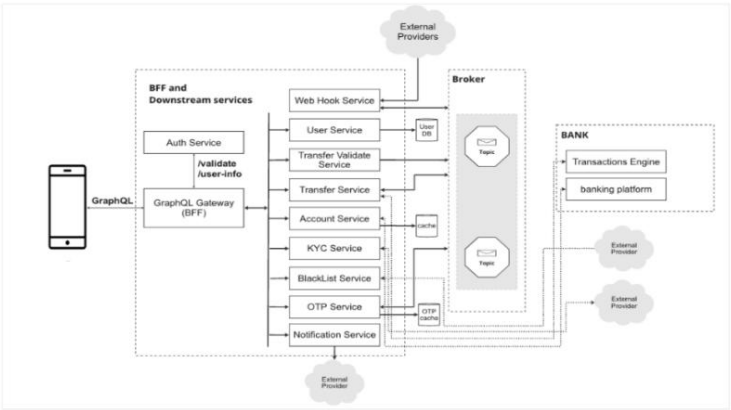 External
Providers
BFF and
Downstream services
Broker
Web Hook Service
User Service
User
DB
Auth Service
Transfer Validate
Service
Topic
BANK
Transactions Engine
/validate
/user-info
Transfer Service
banking platform
GraphQL
GraphQL Gateway
(BFF)
Account Service
cache
KYC Service
External
Provider
Topic
BlackList Service
External
Provider
OTP Service
OTP
cache
Notification Service
External
Provider